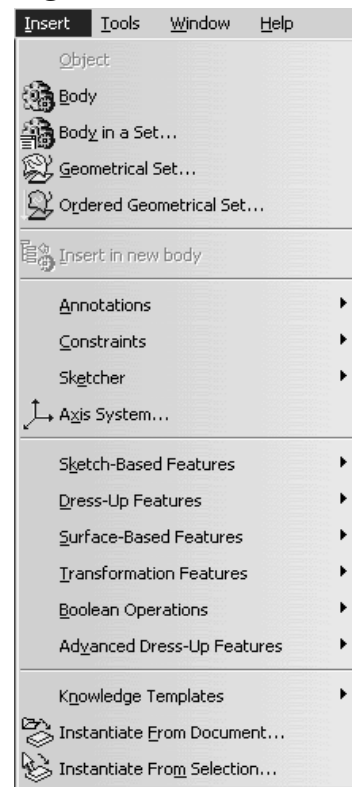 Insert Tools Window Help
Object
Body
Body in a Set...
Geometrical Set...
Ordered Geometrical Set...
Insert in new body
Annotations
Constraints
Sketcher
Axis System...
Sketch-Based Features
Dress-Up Features
Surface-Based Features
Transformation Features
Boolean Operations
Advanced Dress-Up Features
Knowledge Templates
Instantiate From Document...
Instantiate From Selection...